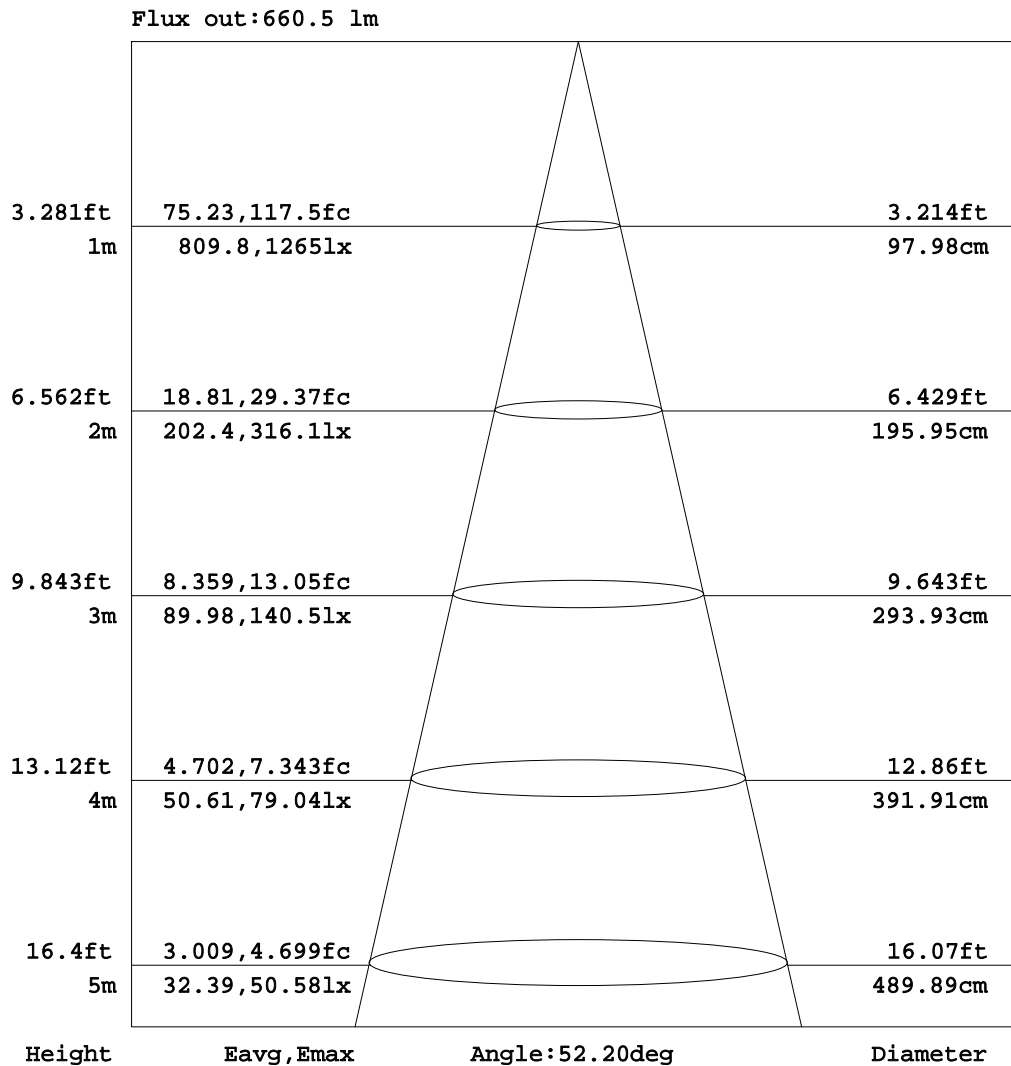 Flux out:660.5 lm
3.281ft 75.23,117.5fc 3.214ft
1m 809.8,1265lx 97.98cm
6.562ft 18.81,29.37fc 6.429ft
2m 202.4,316.1lx 195.95cm
9.843ft 8.359,13.05fc 9.643ft
3m 89.98,140.5lx 293.93cm
13.12ft 4.702,7.343fc 12.86ft
4m 50.61,79.04lx 391.91cm
16.4ft 3.009,4.699fc 16.07ft
5m 32.39,50.58lx 489.89cm
Height Eavg,Emax Angle:52.20deg Diameter